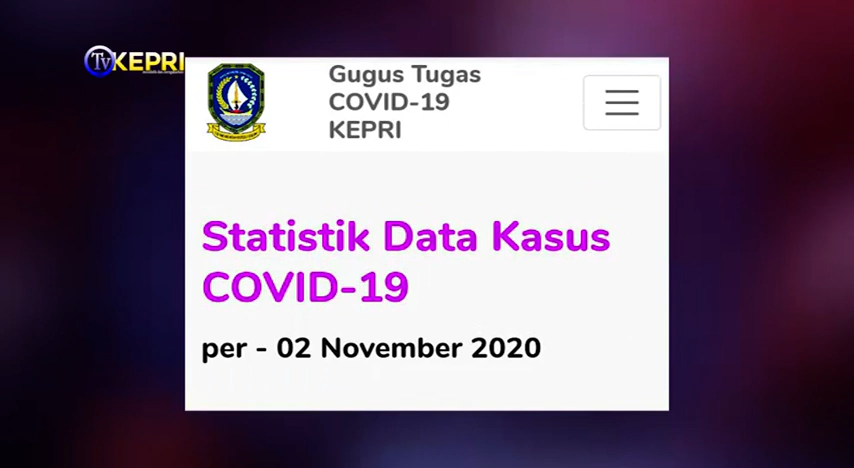 TvKEPRI
Gugus Tugas
COVID-19
KEPRI
Statistik Data Kasus
COVID-19
per - 02 November 2020